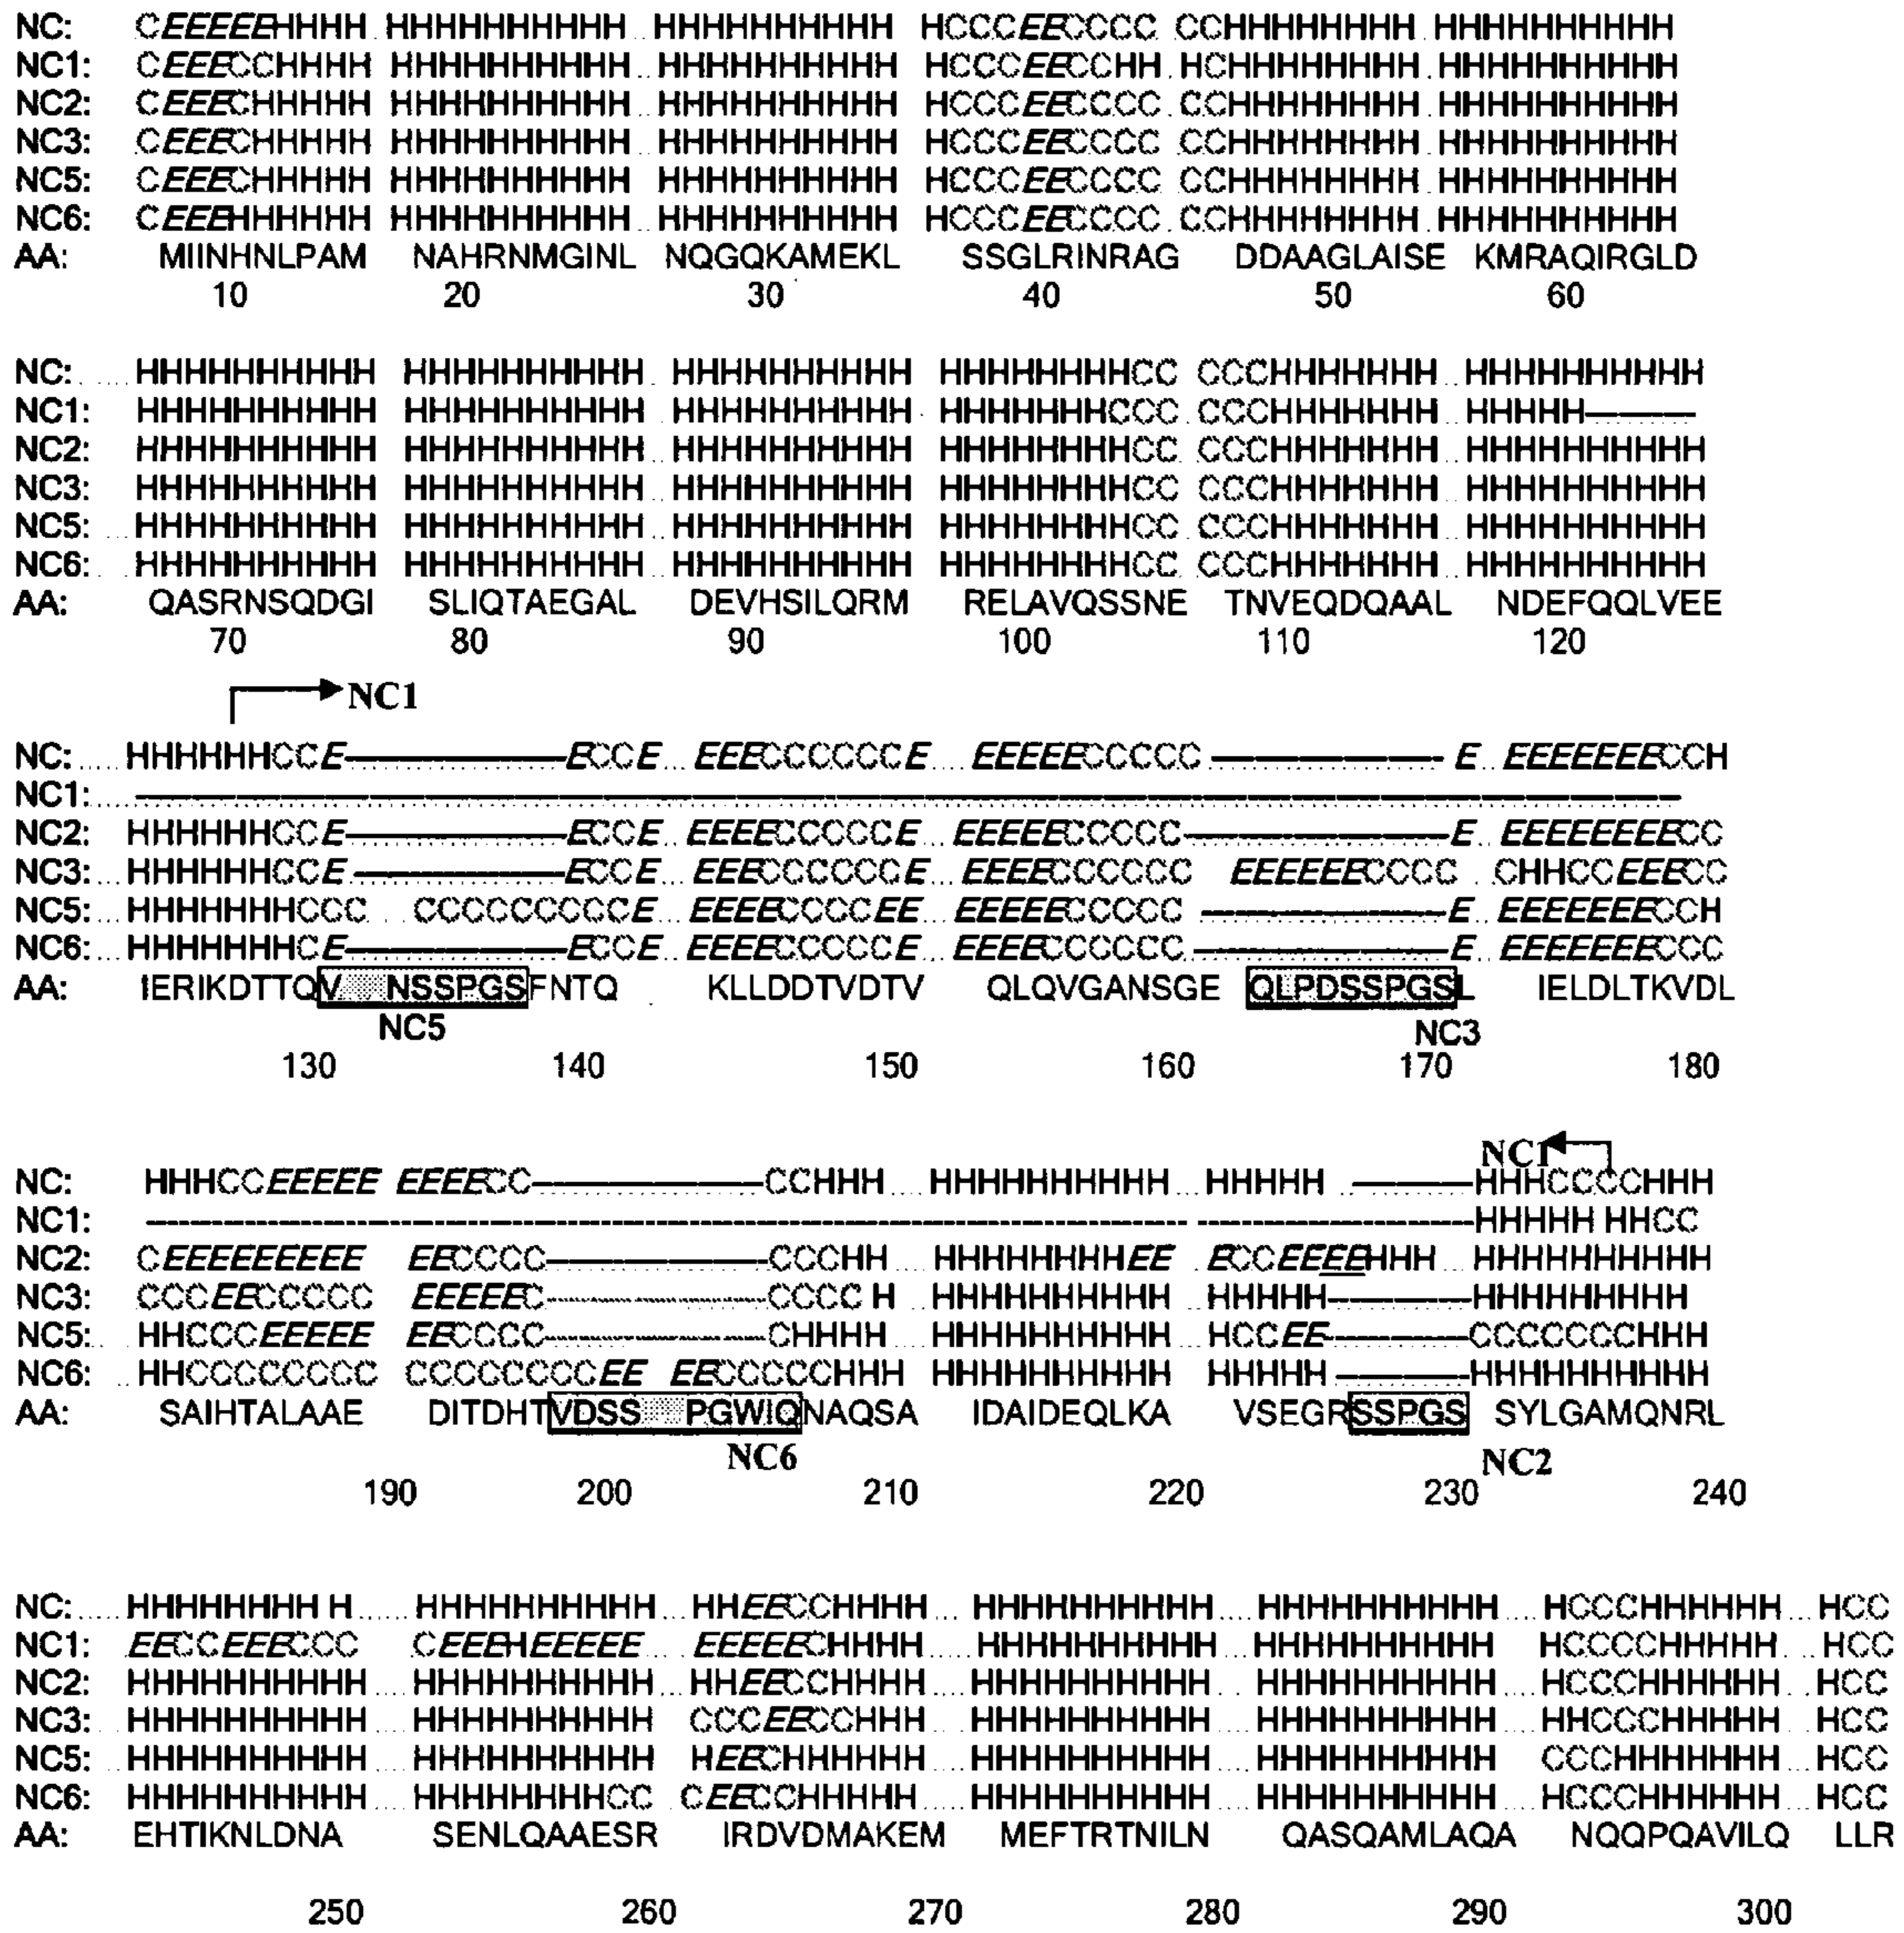 NC: CEEEEEHHHH HHHHHHHHHH HHHHHHHHHH HCCCEECCCC CCHHHHHHHH HHHHHHHHHH
NC1: CEEECCHHHH HHHHHHHHHH HHHHHHHHHH HCCCEECCHH HCHHHHHHHH HHHHHHHHHH
NC2: CEEECHHHHH HHHHHHHHHH HHHHHHHHHH HCCCEECCCC CCHHHHHHHH HHHHHHHHHH
NC3: CEEECHHHHH HHHHHHHHHH HHHHHHHHHH HCCCEECCCC CCHHHHHHHH HHHHHHHHHH
NC5: CEEECHHHHH HHHHHHHHHH HHHHHHHHHH HCCCEECCCC CCHHHHHHHH HHHHHHHHHH
NC6: CEEEHHHHHH HHHHHHHHHH HHHHHHHHHH HCCCEECCCC CCHHHHHHHH HHHHHHHHHH
AA: MIINHNLPAM NAHRNMGINL NQGQKAMEKL SSGLRINRAG DDAAGLAISE KMRAQIRGLD
10 20 30 40 50 60
NC: HHHHHHHHHH HHHHHHHHHH HHHHHHHHHH HHHHHHHHCC CCCHHHHHHH HHHHHHHHHH
NC1: HHHHHHHHHH HHHHHHHHHH HHHHHHHHHH HHHHHHHCCC CCCHHHHHHH HHHHH-----
NC2: HHHHHHHHHH HHHHHHHHHH HHHHHHHHHH HHHHHHHHCC CCCHHHHHHH HHHHHHHHHH
NC3: HHHHHHHHHH HHHHHHHHHH HHHHHHHHHH HHHHHHHHCC CCCHHHHHHH HHHHHHHHHH
NC5: HHHHHHHHHH HHHHHHHHHH HHHHHHHHHH HHHHHHHHCC CCCHHHHHHH HHHHHHHHHH
NC6: HHHHHHHHHH HHHHHHHHHH HHHHHHHHHH HHHHHHHHCC CCCHHHHHHH HHHHHHHHHH
AA: QASRNSQDGI SLIQTAEGAL DEVHSILQRM RELAVQSSNE TNVEQDQAAL NDEFQQLVEE
70 80 90 100 110 120
NC1
NC: HHHHHHCCE---------ECCE EEECCCCCCE EEEEECCCCC ---------E EEEEEEECCH
NC1: ----------
NC2: HHHHHHCCE---------ECCE EEEECCCCCE EEEEECCCCC---------E EEEEEEEECC
NC3: HHHHHHCCE---------ECCE EEECCCCCCE EEEECCCCCC EEEEEECCCC CHHCCEEECC
NC5: HHHHHHHCCC CCCCCCCCCE EEEECCCCEE EEEEECCCCC ---------E EEEEEEECCH
NC6: HHHHHHHCE---------ECCE EEEECCCCCE EEEECCCCCC ---------E EEEEEEECCC
AA: IERIKDTTQV NSSPGSFNTQ KLLDDTVDTV QLQVGANSGE QLPDSSPGSL IELDLTKVDL
NC5 NC3
130 140 150 160 170 180
NC1
NC: HHHCCEEEEE EEEECC---------CCHHH HHHHHHHHHH HHHHH -----HHHCCCCHHH
NC1: ----------HHHHH HHCC
NC2: CEEEEEEEEE EECCCC---------CCCHH HHHHHHHHEE ECCEEEEHHH HHHHHHHHHH
NC3: CCCEECCCCC EEEEEC---------CCCC H HHHHHHHHHH HHHHH-----HHHHHHHHH
NC5: HHCCCEEEEE EECCCC---------CHHHH HHHHHHHHHH HCCEE-----CCCCCCCHHH
NC6: HHCCCCCCCC CCCCCCCCEE EECCCCCHHH HHHHHHHHHH HHHHH -----HHHHHHHHHH
AA: SAIHTALAAE DITDHTVDSS PGWIQNAQSA IDAIDEQLKA VSEGRSSPGS SYLGAMQNRL
NC6 NC2
190 200 210 220 230 240
NC: HHHHHHHH H HHHHHHHHHH HHEECCHHHH HHHHHHHHHH HHHHHHHHHH HCCCHHHHHH HCC
NC1: EECCEEECCC CEEEHEEEEE EEEEECHHHH HHHHHHHHHH HHHHHHHHHH HCCCCHHHHH HCC
NC2: HHHHHHHHHH HHHHHHHHHH HHEECCHHHH HHHHHHHHHH HHHHHHHHHH HCCCHHHHHH HCC
NC3: HHHHHHHHHH HHHHHHHHHH CCCEECCHHH HHHHHHHHHH HHHHHHHHHH HHCCCHHHHH HCC
NC5: HHHHHHHHHH HHHHHHHHHH HEECHHHHHH HHHHHHHHHH HHHHHHHHHH CCCHHHHHHH HCC
NC6: HHHHHHHHHH HHHHHHHHCC CEECCHHHHH HHHHHHHHHH HHHHHHHHHH HCCCHHHHHH HCC
AA: EHTIKNLDNA SENLQAAESR IRDVDMAKEM MEFTRTNILN QASQAMLAQA NQQPQAVILQ LLR
250 260 270 280 290 300